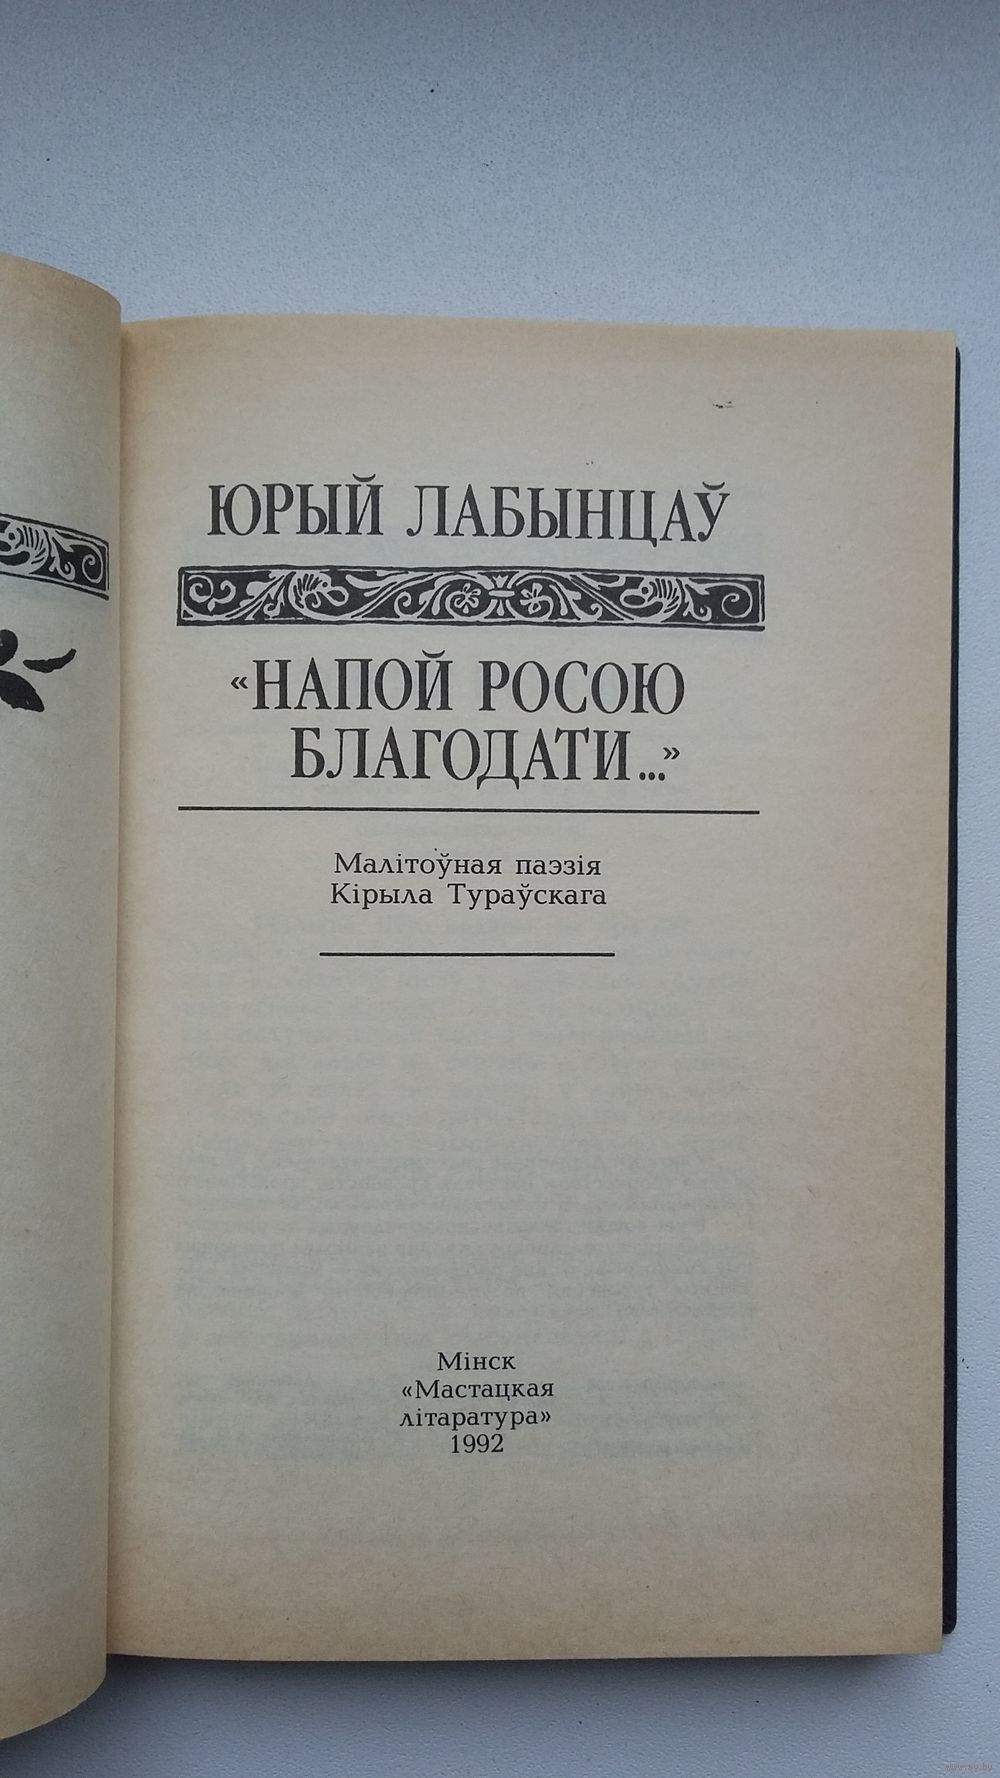 ЮРЫЙ ЛАБЫНЦАЎ
«НАПОЙ РОСОЮ
БЛАГОДАТИ...»
Малітоўная паэзія
Кірыла Тураўскага
Мінск
«Мастацкая
літаратура»
1992